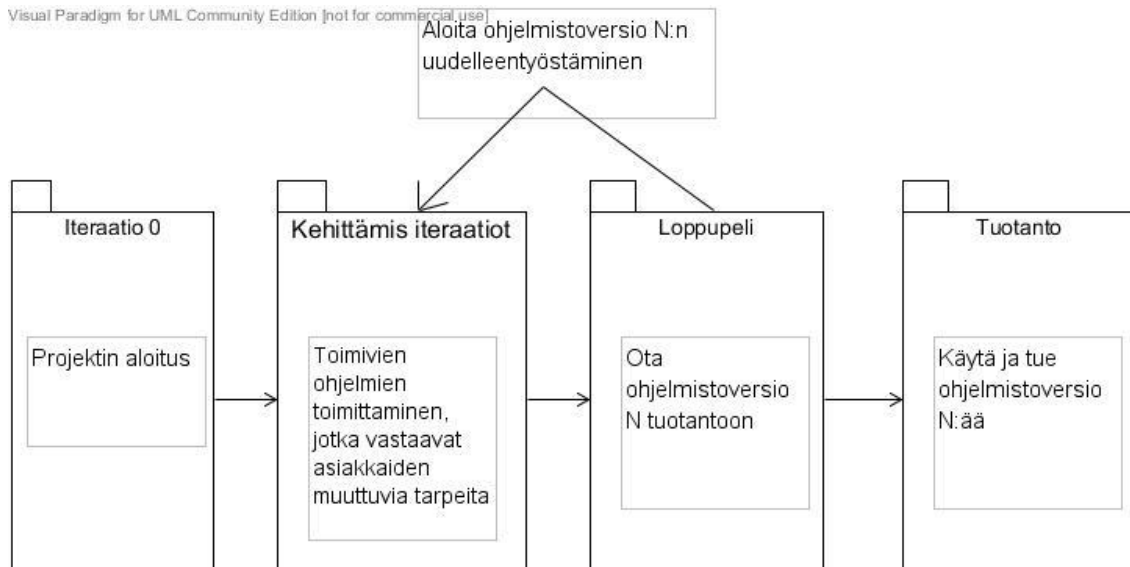 Visual Paradigm for UML Community Edition [not for commercial use]
Aloita ohjelmistoversio N:n
uudelleentyöstäminen
Iteraatio 0
Kehittämis iteraatiot
Loppupeli
Tuotanto
Projektin aloitus
Toimivien
ohjelmien
toimittaminen,
jotka vastaavat
asiakkaiden
muuttuvia tarpeita
Ota
ohjelmistoversio
N tuotantoon
Käytä ja tue
ohjelmistoversio
N:ää